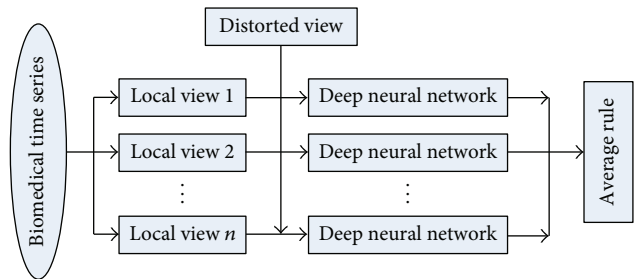 Distorted view
Biomedical time series
Local view 1
Deep neural network
Local view 2
Deep neural network
⋮
⋮
Local view n
Deep neural network
Average rule